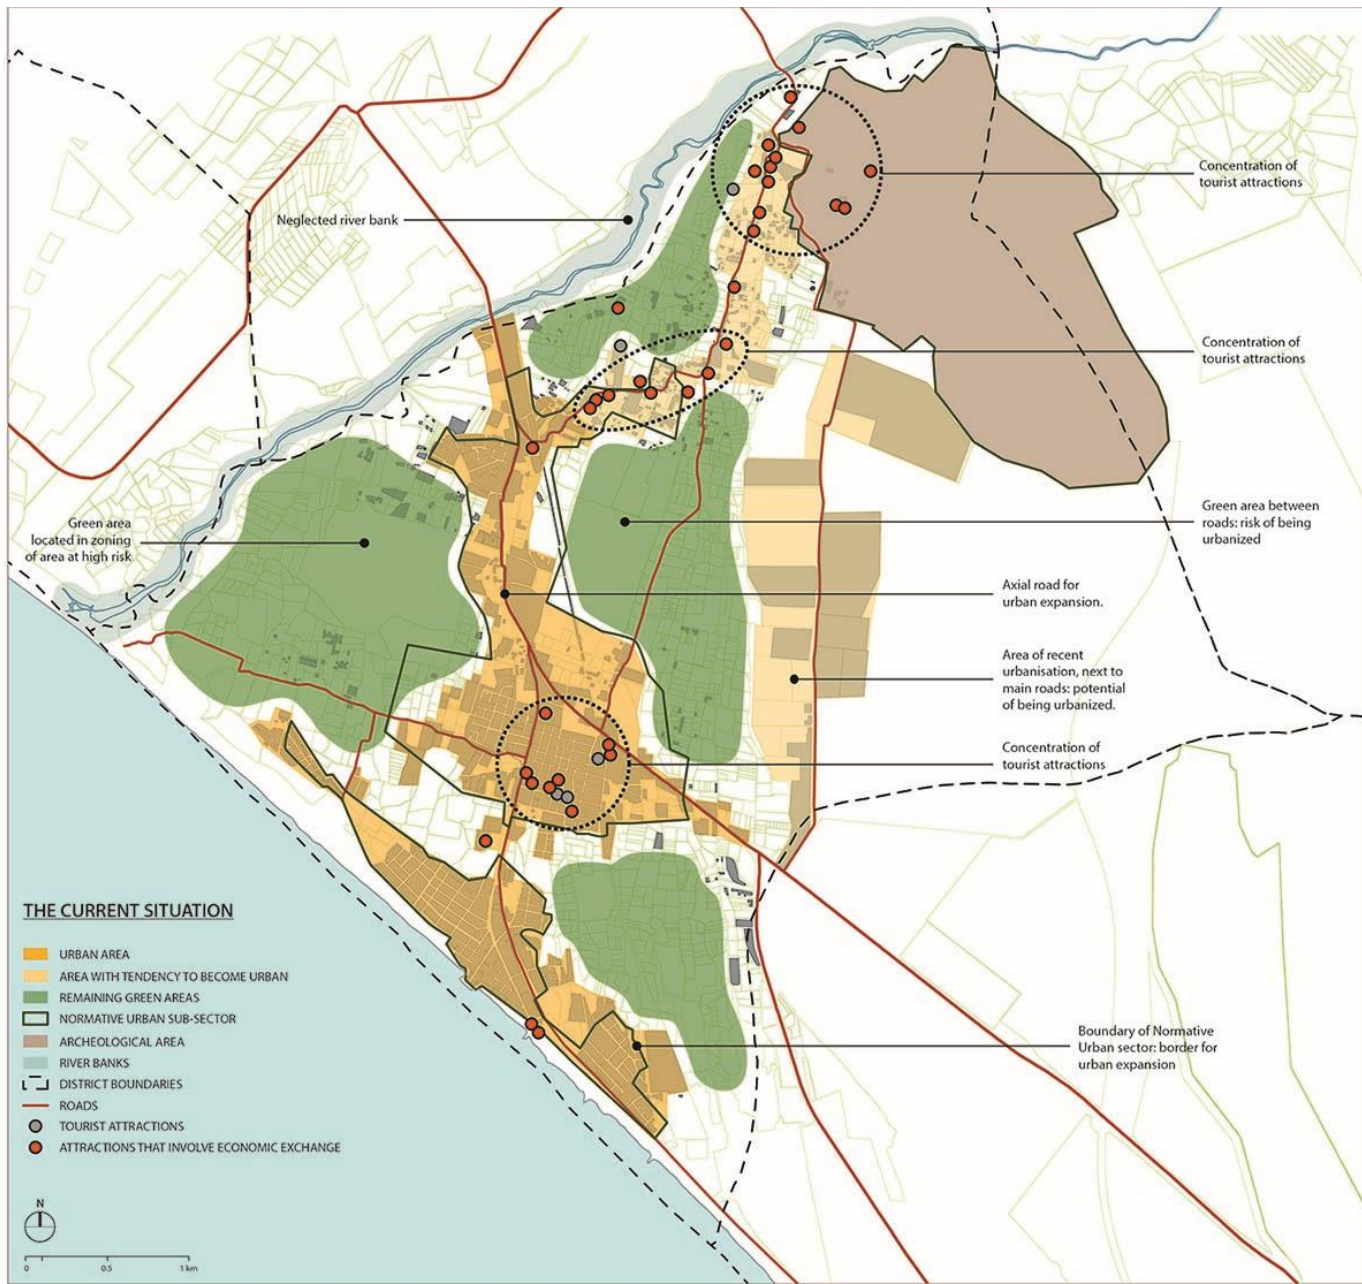 Concentration of
tourist attractions
Neglected river bank
Concentration of
tourist attractions
Green area
located in zoning
of area at high risk
Green area between
roads: risk of being
urbanized
Axial road for
urban expansion.
Area of recent
urbanisation, next to
main roads: potential
of being urbanized.
Concentration of
tourist attractions
Boundary of Normative
Urban sector: border for
urban expansion
THE CURRENT SITUATION
URBAN AREA
AREA WITH TENDENCY TO BECOME URBAN
REMAINING GREEN AREAS
NORMATIVE URBAN SUB-SECTOR
ARCHEOLOGICAL AREA
RIVER BANKS
DISTRICT BOUNDARIES
ROADS
TOURIST ATTRACTIONS
ATTRACTIONS THAT INVOLVE ECONOMIC EXCHANGE
N
0 0.5 1 km